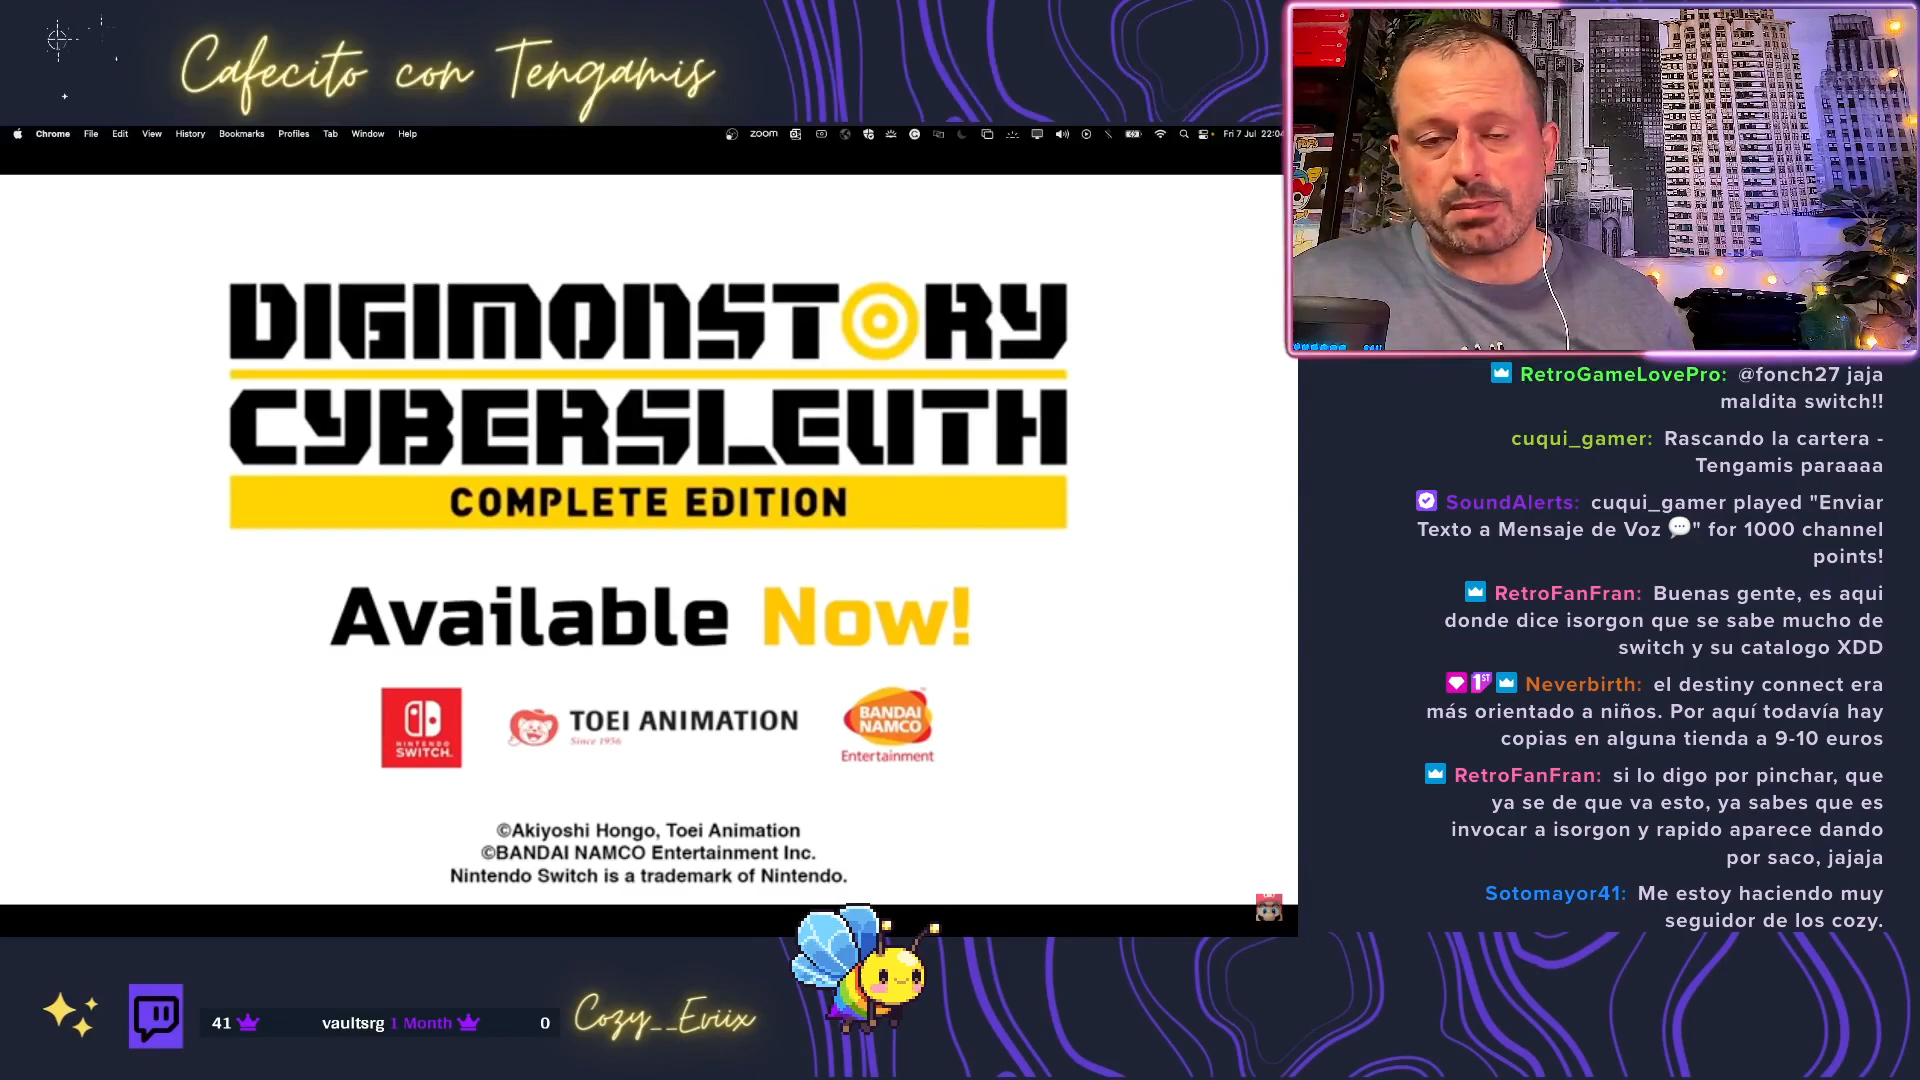 Cafecito con Tengamis
Chrome File Edit View History Bookmarks Profiles Tab Window Help
zoom
Fri 7 Jul 22:04
DIGIMONSTORY
CYBERSLEUTH
COMPLETE EDITION
Available Now!
NINTENDO
SWITCH
TOEI ANIMATION
Since 1956
BANDAI
NAMCO
Entertainment
©Akiyoshi Hongo, Toei Animation
©BANDAI NAMCO Entertainment Inc.
Nintendo Switch is a trademark of Nintendo.
RetroGameLovePro: @fonch27 jaja
maldita switch!!
cuqui_gamer: Rascando la cartera -
Tengamis paraaaa
SoundAlerts: cuqui_gamer played "Enviar
Texto a Mensaje de Voz 💬" for 1000 channel
points!
RetroFanFran: Buenas gente, es aqui
donde dice isorgon que se sabe mucho de
switch y su catalogo XDD
1ST Neverbirth: el destiny connect era
más orientado a niños. Por aquí todavía hay
copias en alguna tienda a 9-10 euros
RetroFanFran: si lo digo por pinchar, que
ya se de que va esto, ya sabes que es
invocar a isorgon y rapido aparece dando
por saco, jajaja
Sotomayor41: Me estoy haciendo muy
seguidor de los cozy.
41
vaultsrg 1 Month
0
Cozy__Eviix